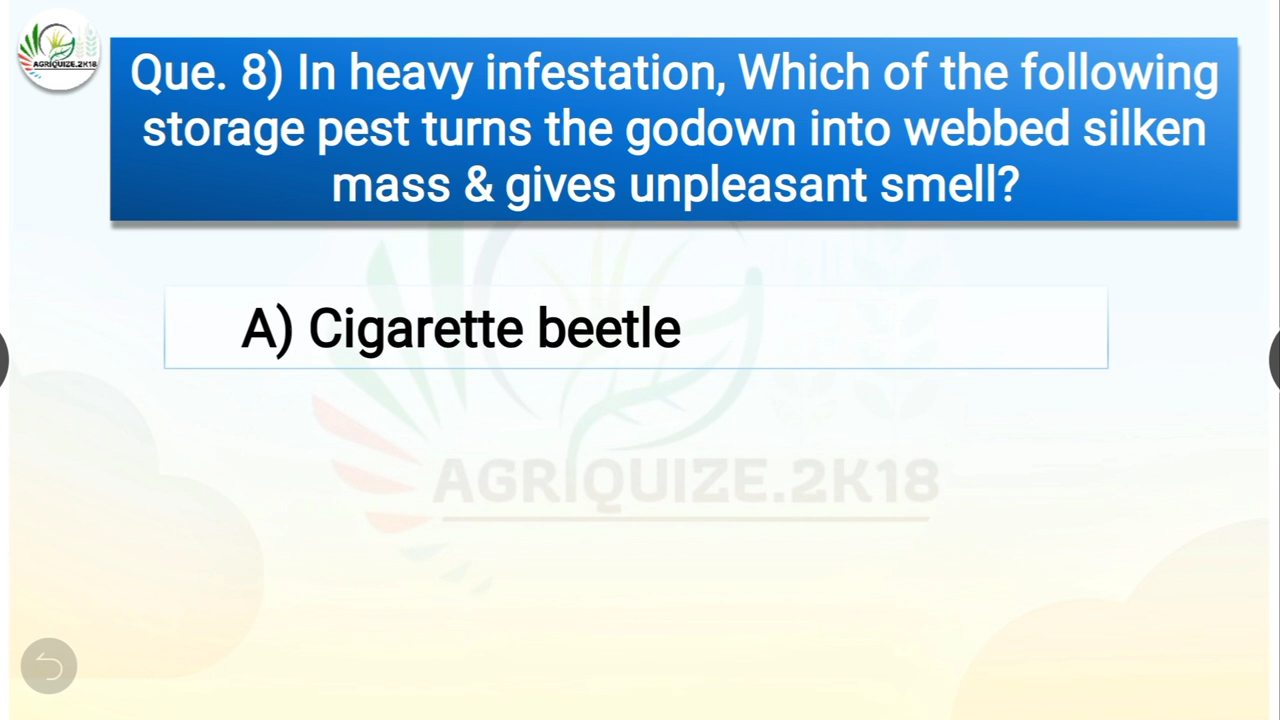 AGRIQUIZE.2K18
Que. 8) In heavy infestation, Which of the following
storage pest turns the godown into webbed silken
mass & gives unpleasant smell?
A) Cigarette beetle
AGRIQUIZE.2K18